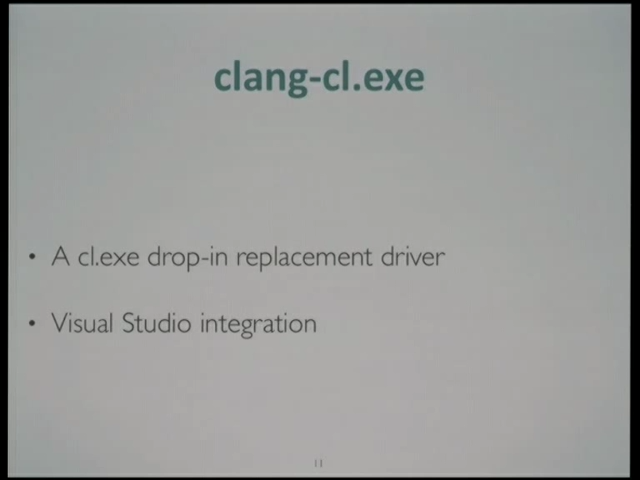 clang-cl.exe
• A cl.exe drop-in replacement driver
• Visual Studio integration
11